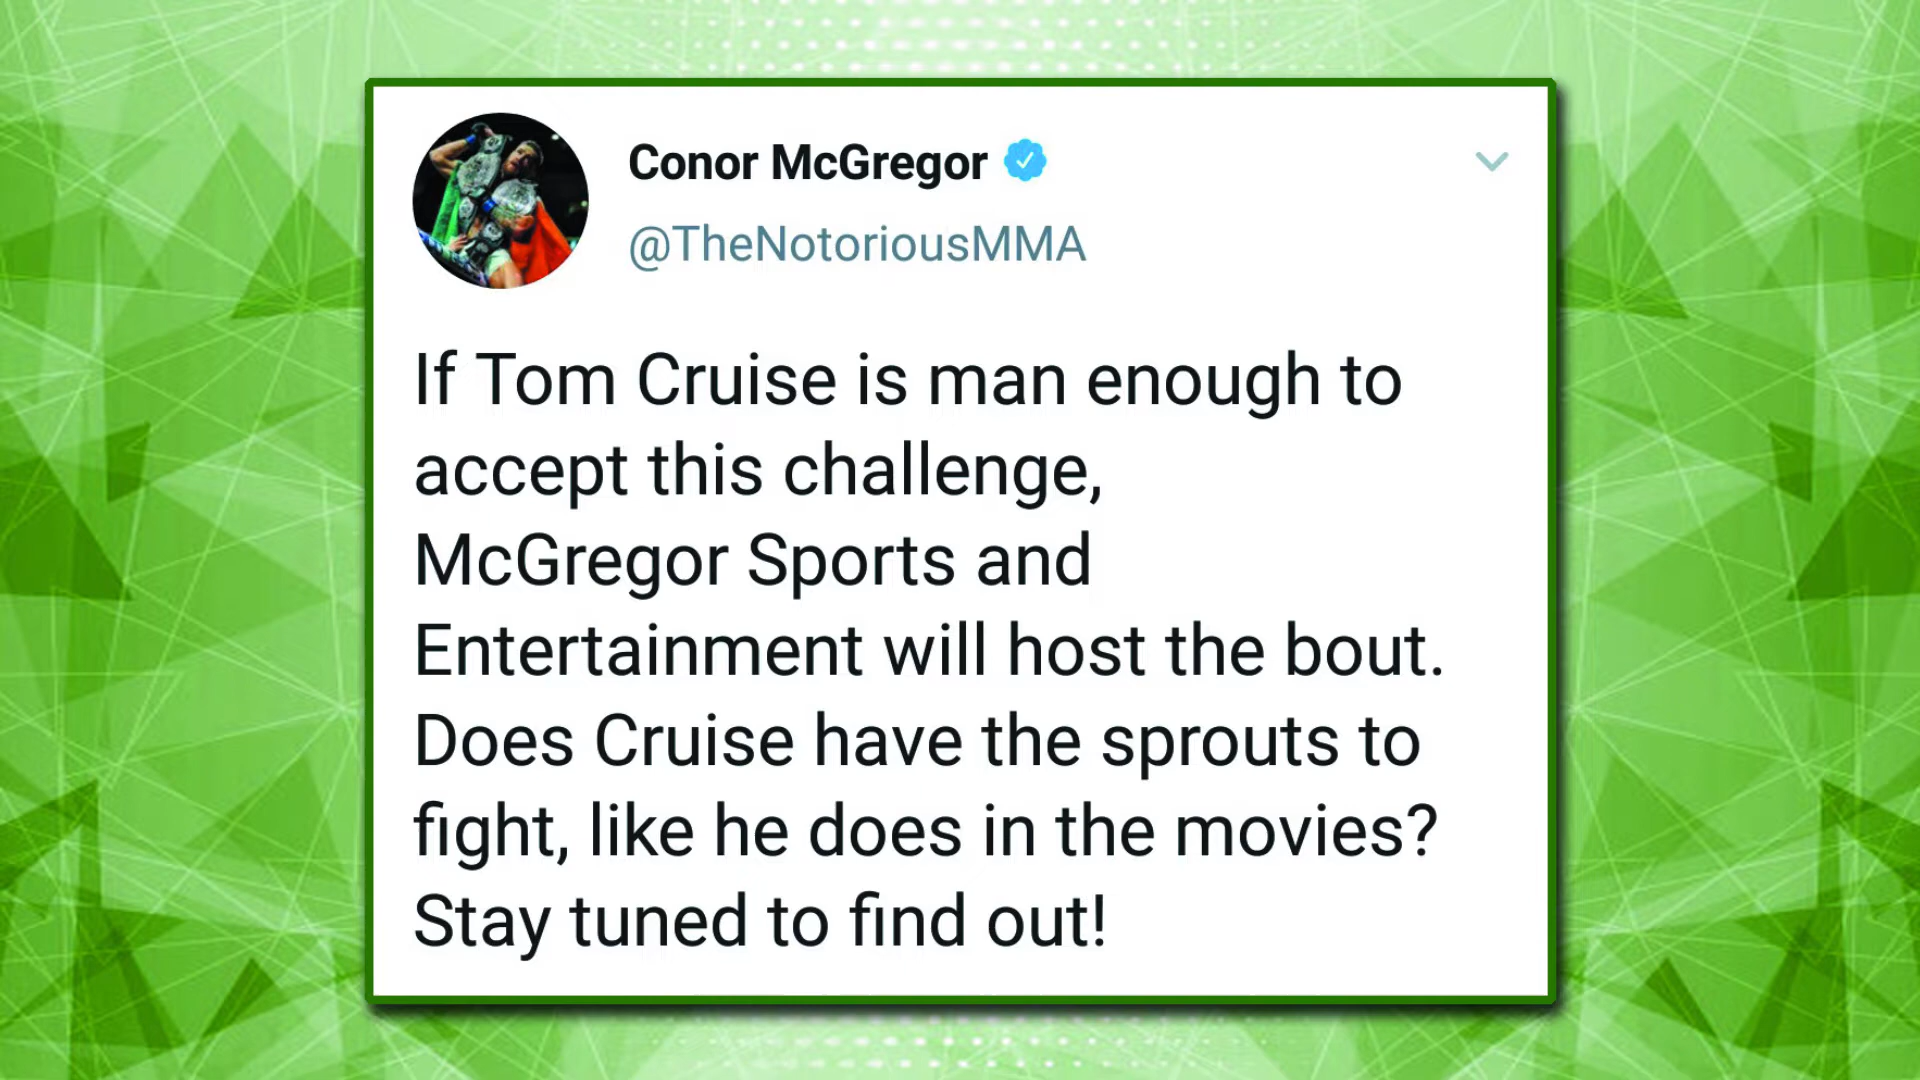 Conor McGregor
@TheNotoriousMMA
If Tom Cruise is man enough to
accept this challenge,
McGregor Sports and
Entertainment will host the bout.
Does Cruise have the sprouts to
fight, like he does in the movies?
Stay tuned to find out!